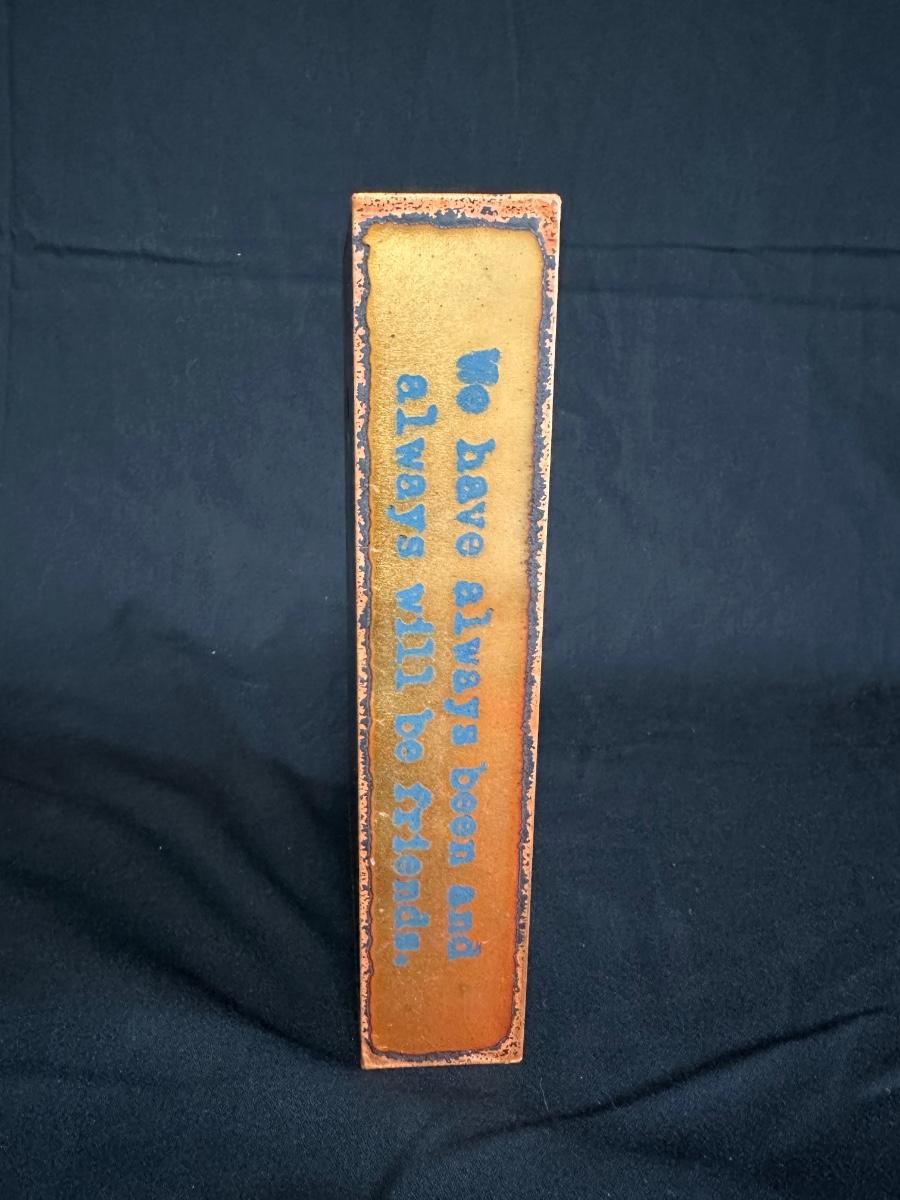 We have always been and
always will be friends.